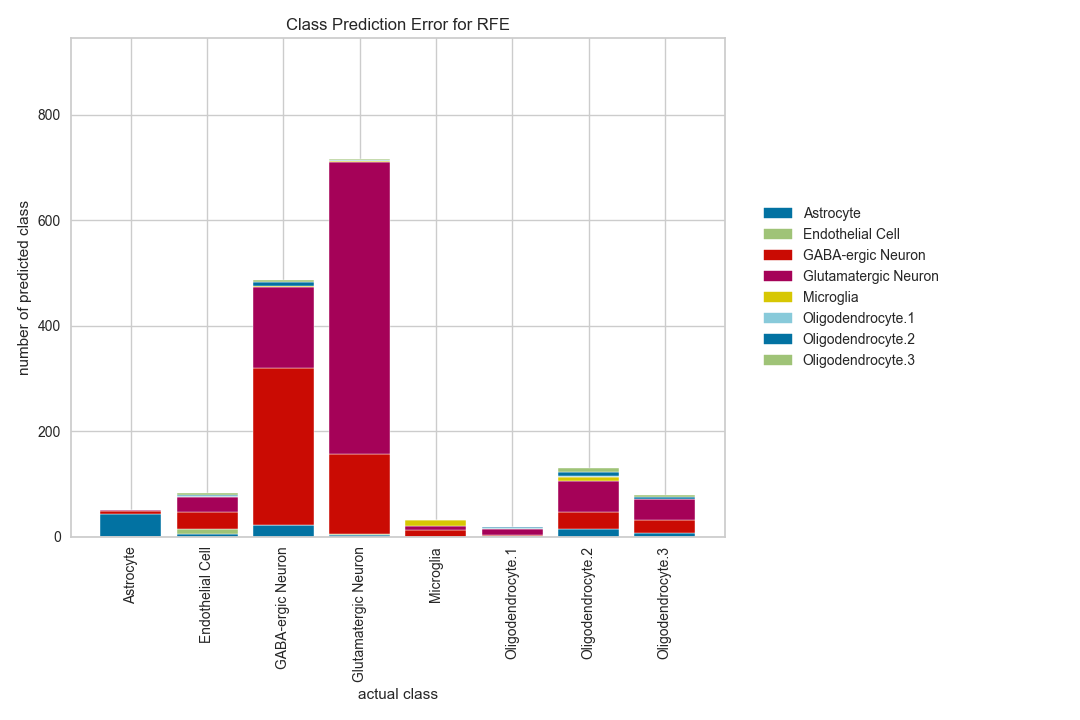 Class Prediction Error for RFE
number of predicted class
800
600
400
200
0
Astrocyte
Endothelial Cell
GABA-ergic Neuron
Glutamatergic Neuron
Microglia
Oligodendrocyte.1
Oligodendrocyte.2
Oligodendrocyte.3
actual class
Astrocyte
Endothelial Cell
GABA-ergic Neuron
Glutamatergic Neuron
Microglia
Oligodendrocyte.1
Oligodendrocyte.2
Oligodendrocyte.3